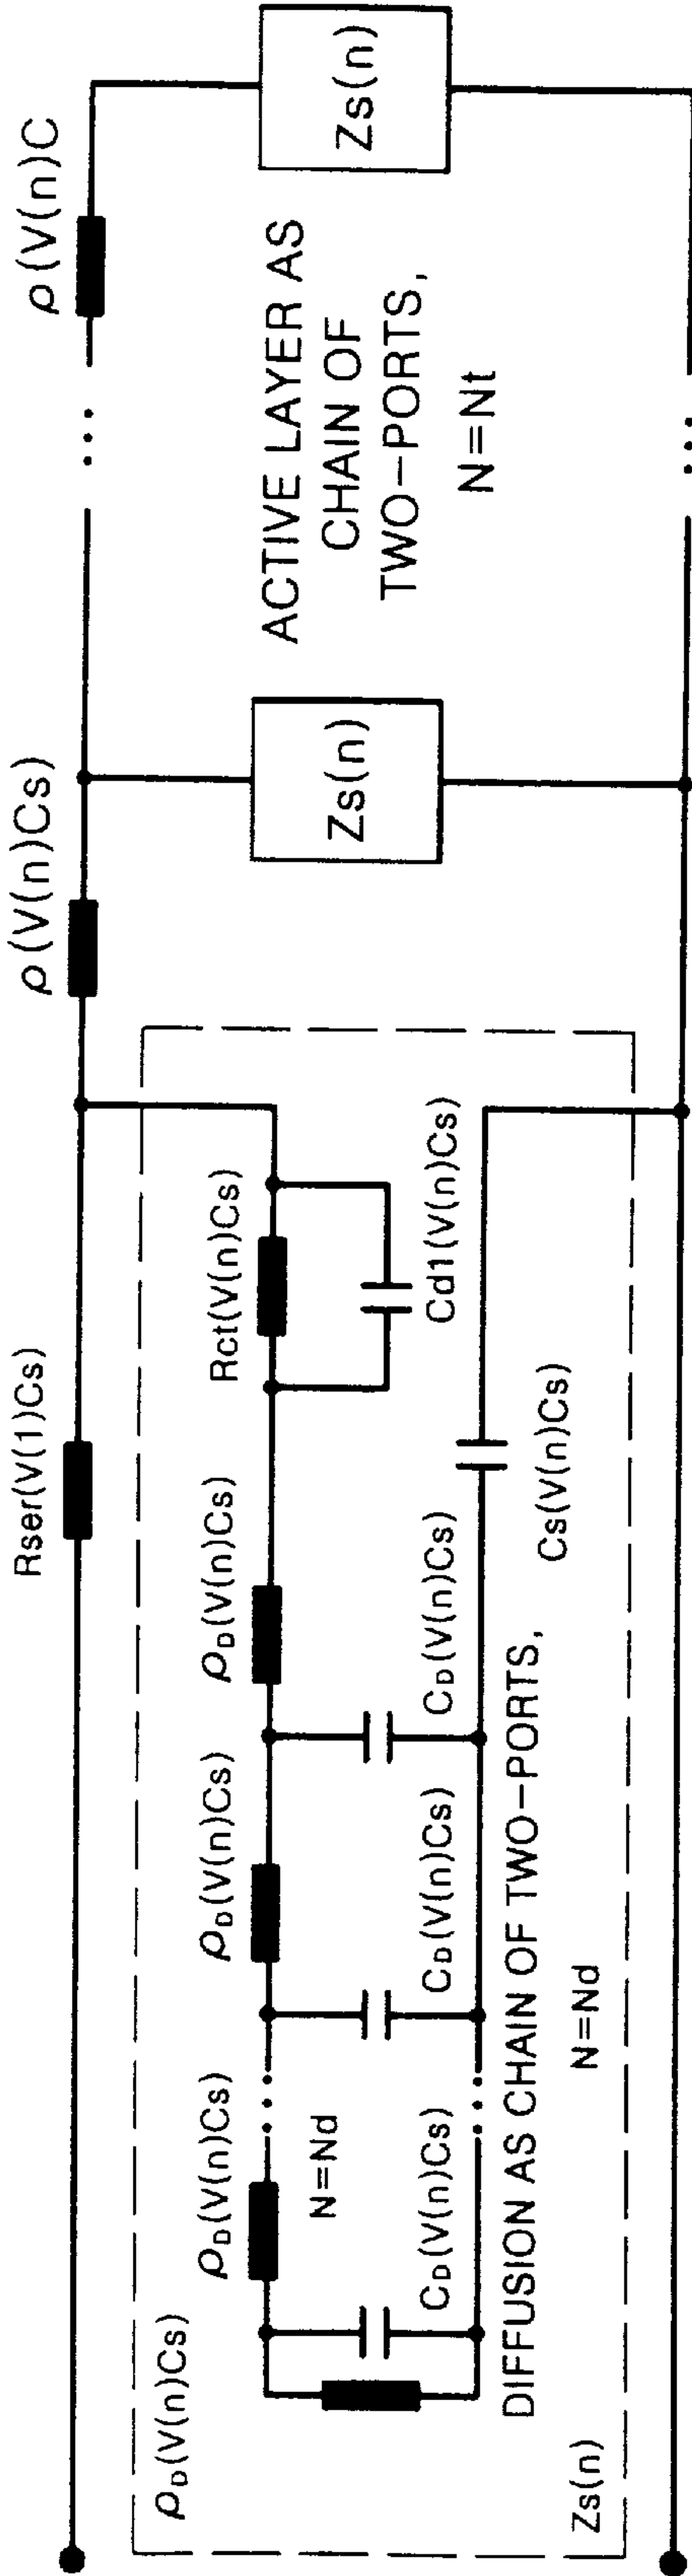 Rser(V(1)Cs)
ρ(V(n)Cs)
ρ(V(n)C
ρD(V(n)Cs)
ρD(V(n)Cs)
ρD(V(n)Cs)
ρD(V(n)Cs)
Rct(V(n)Cs)
N=Nd
Cd1(V(n)Cs)
CD(V(n)Cs)
CD(V(n)Cs)
CD(V(n)Cs)
Cs(V(n)Cs)
DIFFUSION AS CHAIN OF TWO-PORTS,
N=Nd
Zs(n)
Zs(n)
ACTIVE LAYER AS
CHAIN OF
TWO-PORTS,
N=Nt
Zs(n)